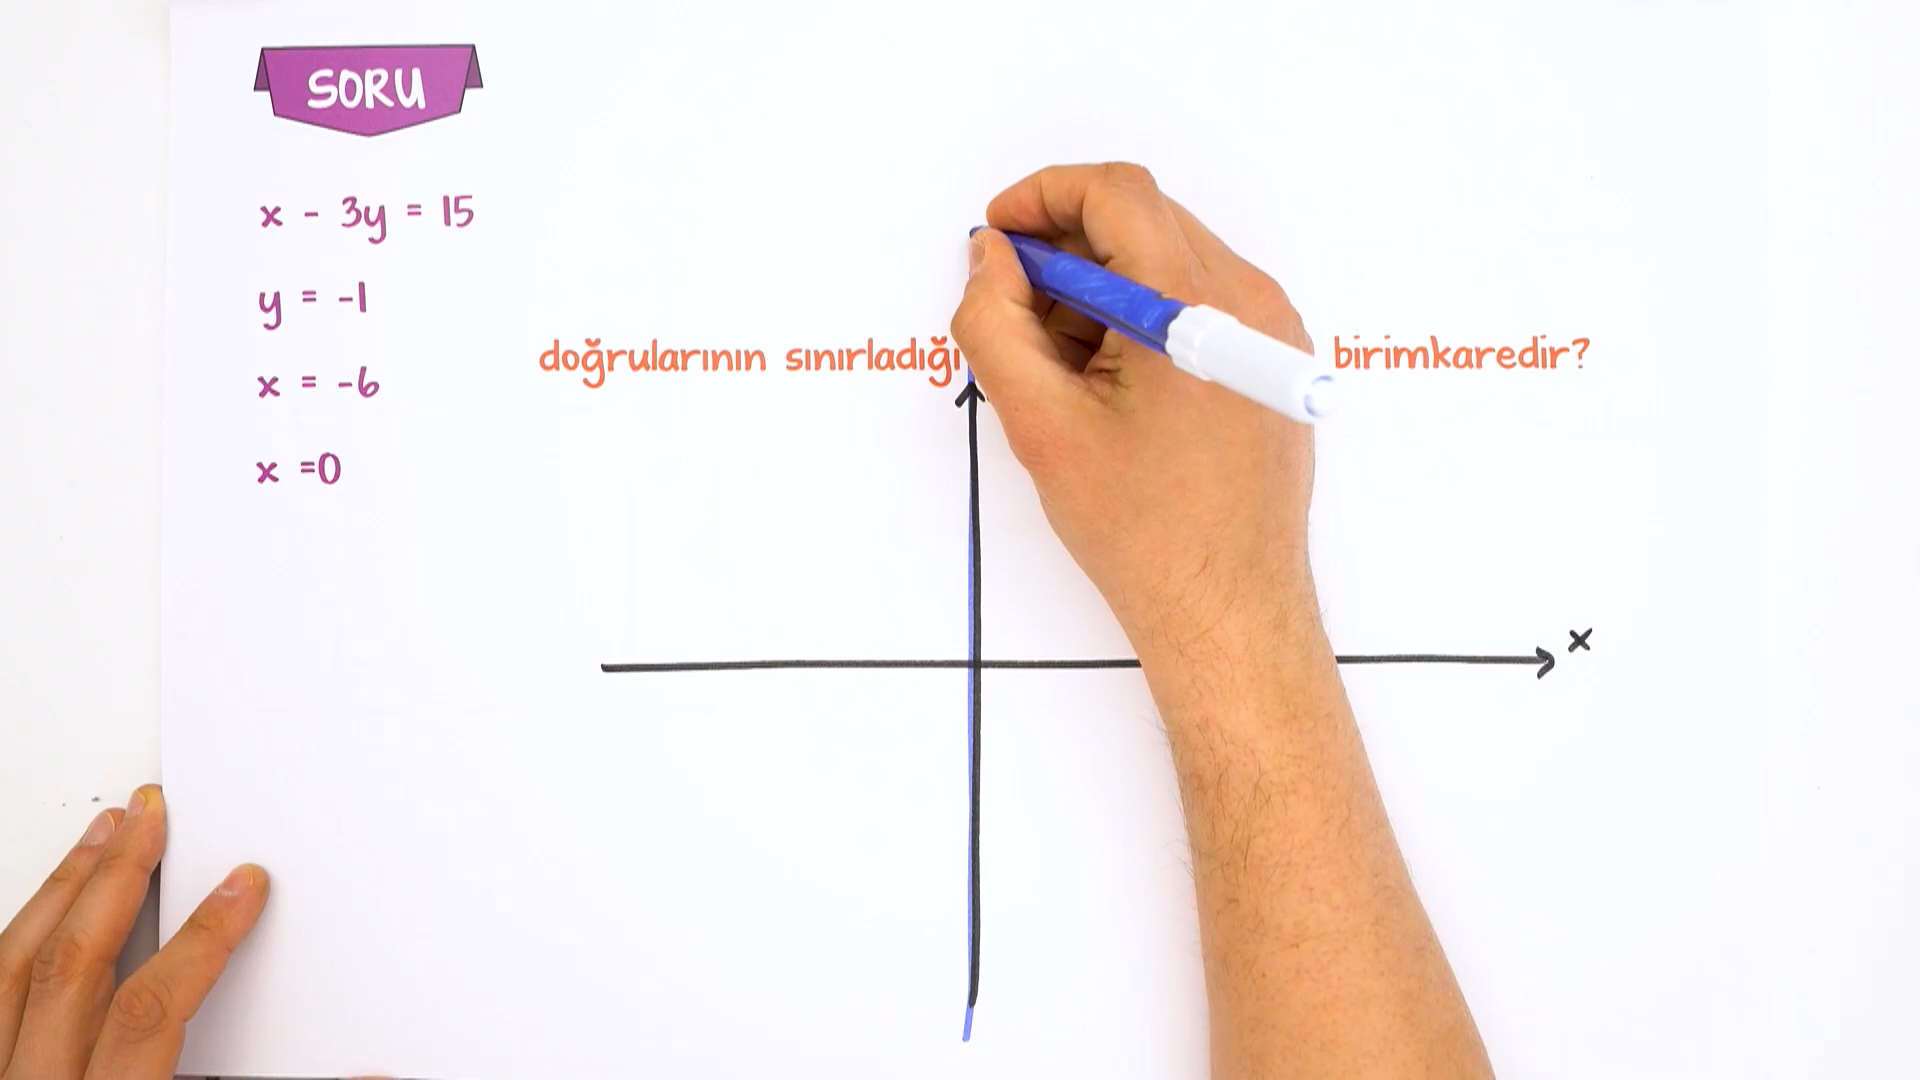 SORU
x - 3y = 15
y = -1
x = -6
x =0
doğrularının sınırladığı birimkaredir?
x